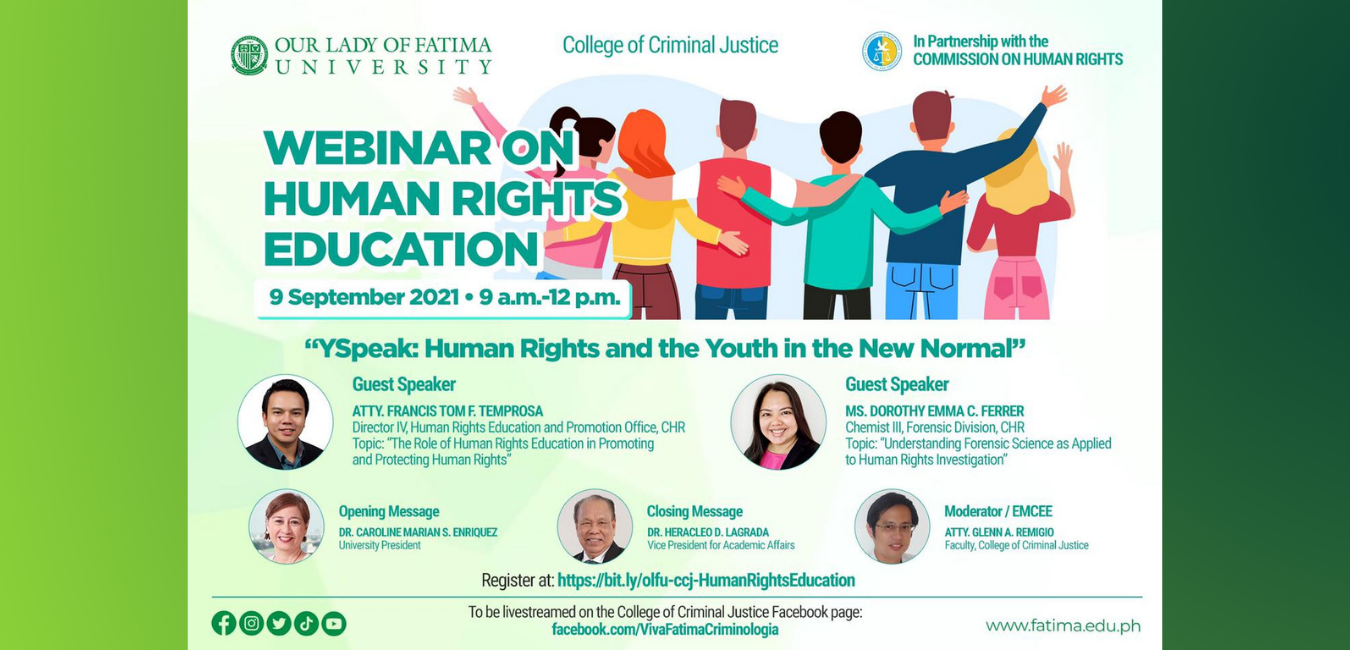 OUR LADY OF FATIMA
UNIVERSITY
College of Criminal Justice
In Partnership with the
COMMISSION ON HUMAN RIGHTS
WEBINAR ON
HUMAN RIGHTS
EDUCATION
9 September 2021 • 9 a.m.-12 p.m.
“YSpeak: Human Rights and the Youth in the New Normal”
Guest Speaker
ATTY. FRANCIS TOM F. TEMPROSA
Director IV, Human Rights Education and Promotion Office, CHR
Topic: “The Role of Human Rights Education in Promoting
and Protecting Human Rights”
Guest Speaker
MS. DOROTHY EMMA C. FERRER
Chemist III, Forensic Division, CHR
Topic: “Understanding Forensic Science as Applied
to Human Rights Investigation”
Opening Message
DR. CAROLINE MARIAN S. ENRIQUEZ
University President
Closing Message
DR. HERACLEO D. LAGRADA
Vice President for Academic Affairs
Moderator / EMCEE
ATTY. GLENN A. REMIGIO
Faculty, College of Criminal Justice
Register at: https://bit.ly/olfu-ccj-HumanRightsEducation
To be livestreamed on the College of Criminal Justice Facebook page:
facebook.com/VivaFatimaCriminologia
www.fatima.edu.ph